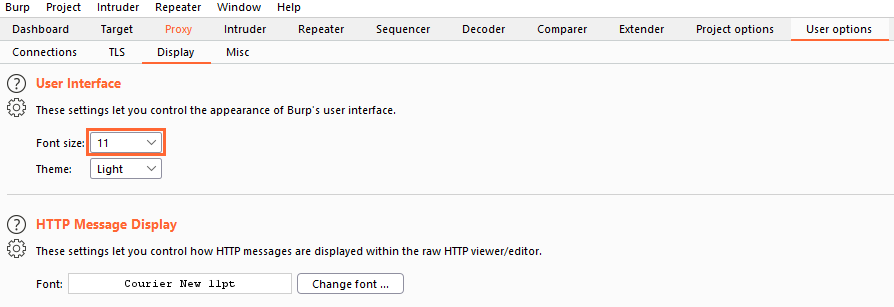 Burp Project Intruder Repeater Window Help
Dashboard Target Proxy Intruder Repeater Sequencer Decoder Comparer Extender Project options User options
Connections TLS Display Misc
User Interface
These settings let you control the appearance of Burp's user interface.
Font size: 11
Theme: Light
HTTP Message Display
These settings let you control how HTTP messages are displayed within the raw HTTP viewer/editor.
Font: Courier New 11pt Change font ...